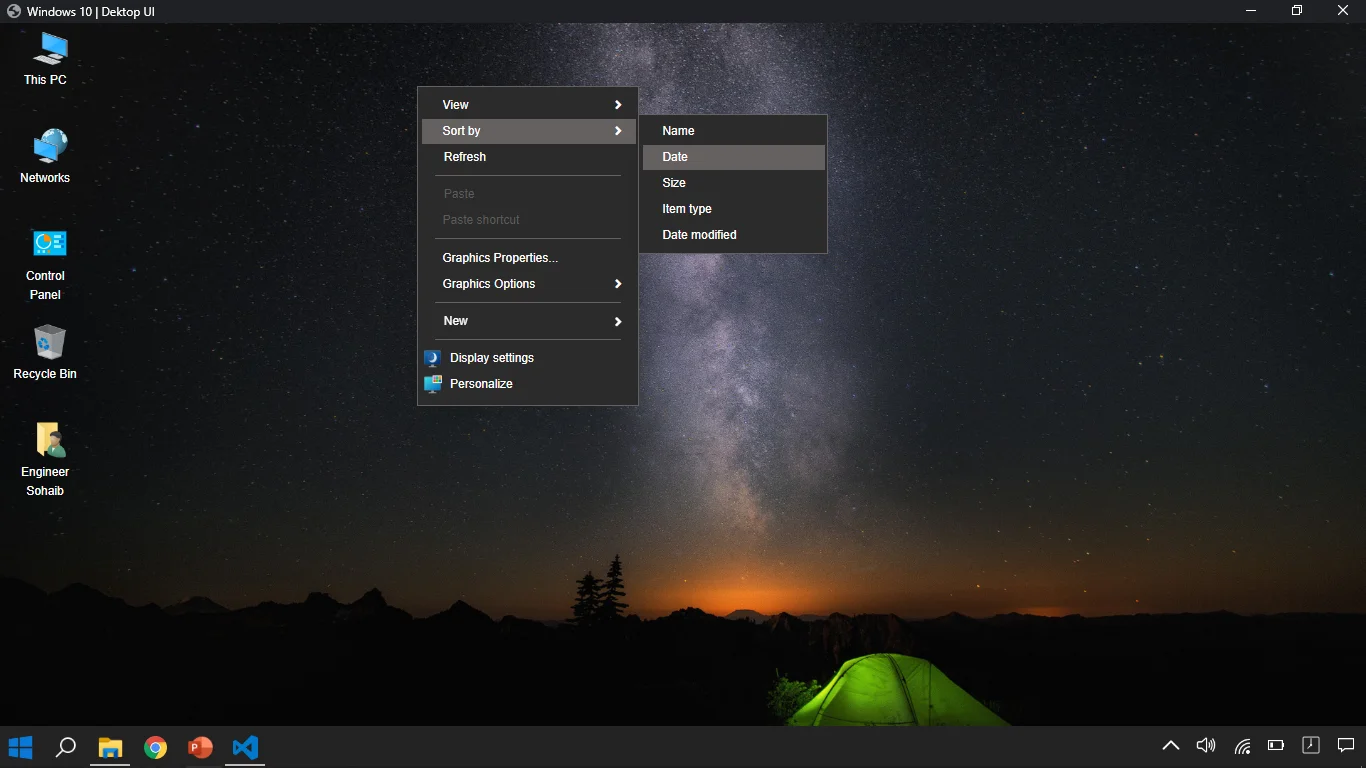 Windows 10 | Dektop UI
This PC
Networks
Control
Panel
Recycle Bin
Engineer
Sohaib
View
Sort by
Refresh
Paste
Paste shortcut
Graphics Properties...
Graphics Options
New
Display settings
Personalize
Name
Date
Size
Item type
Date modified
P